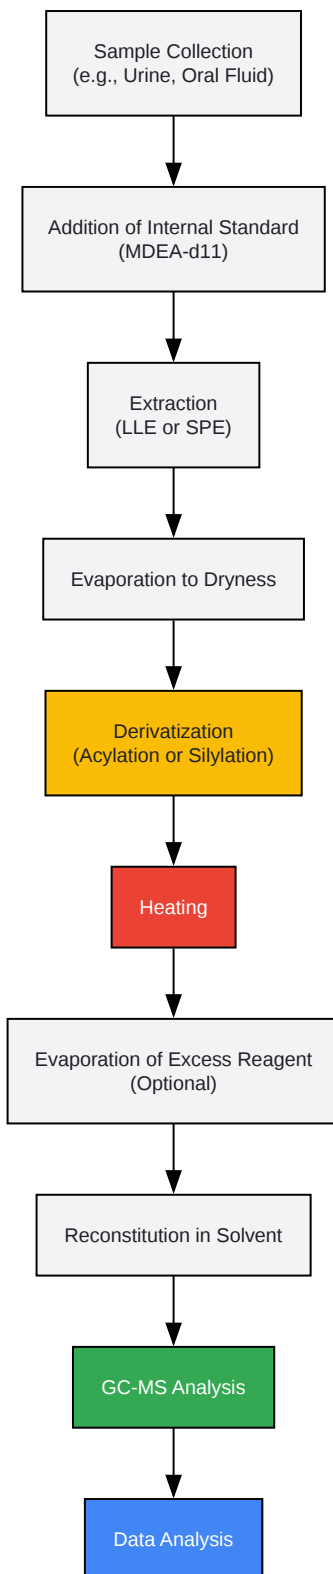 Sample Collection
(e.g., Urine, Oral Fluid)
Addition of Internal Standard
(MDEA-d11)
Extraction
(LLE or SPE)
Evaporation to Dryness
Derivatization
(Acylation or Silylation)
Heating
Evaporation of Excess Reagent
(Optional)
Reconstitution in Solvent
GC-MS Analysis
Data Analysis